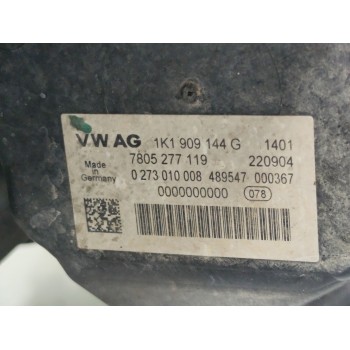 VW AG 1K1 909 144 G 1401
7805 277 119 220904
Made in Germany 0 273 010 008 489547 000367
0000000000 078